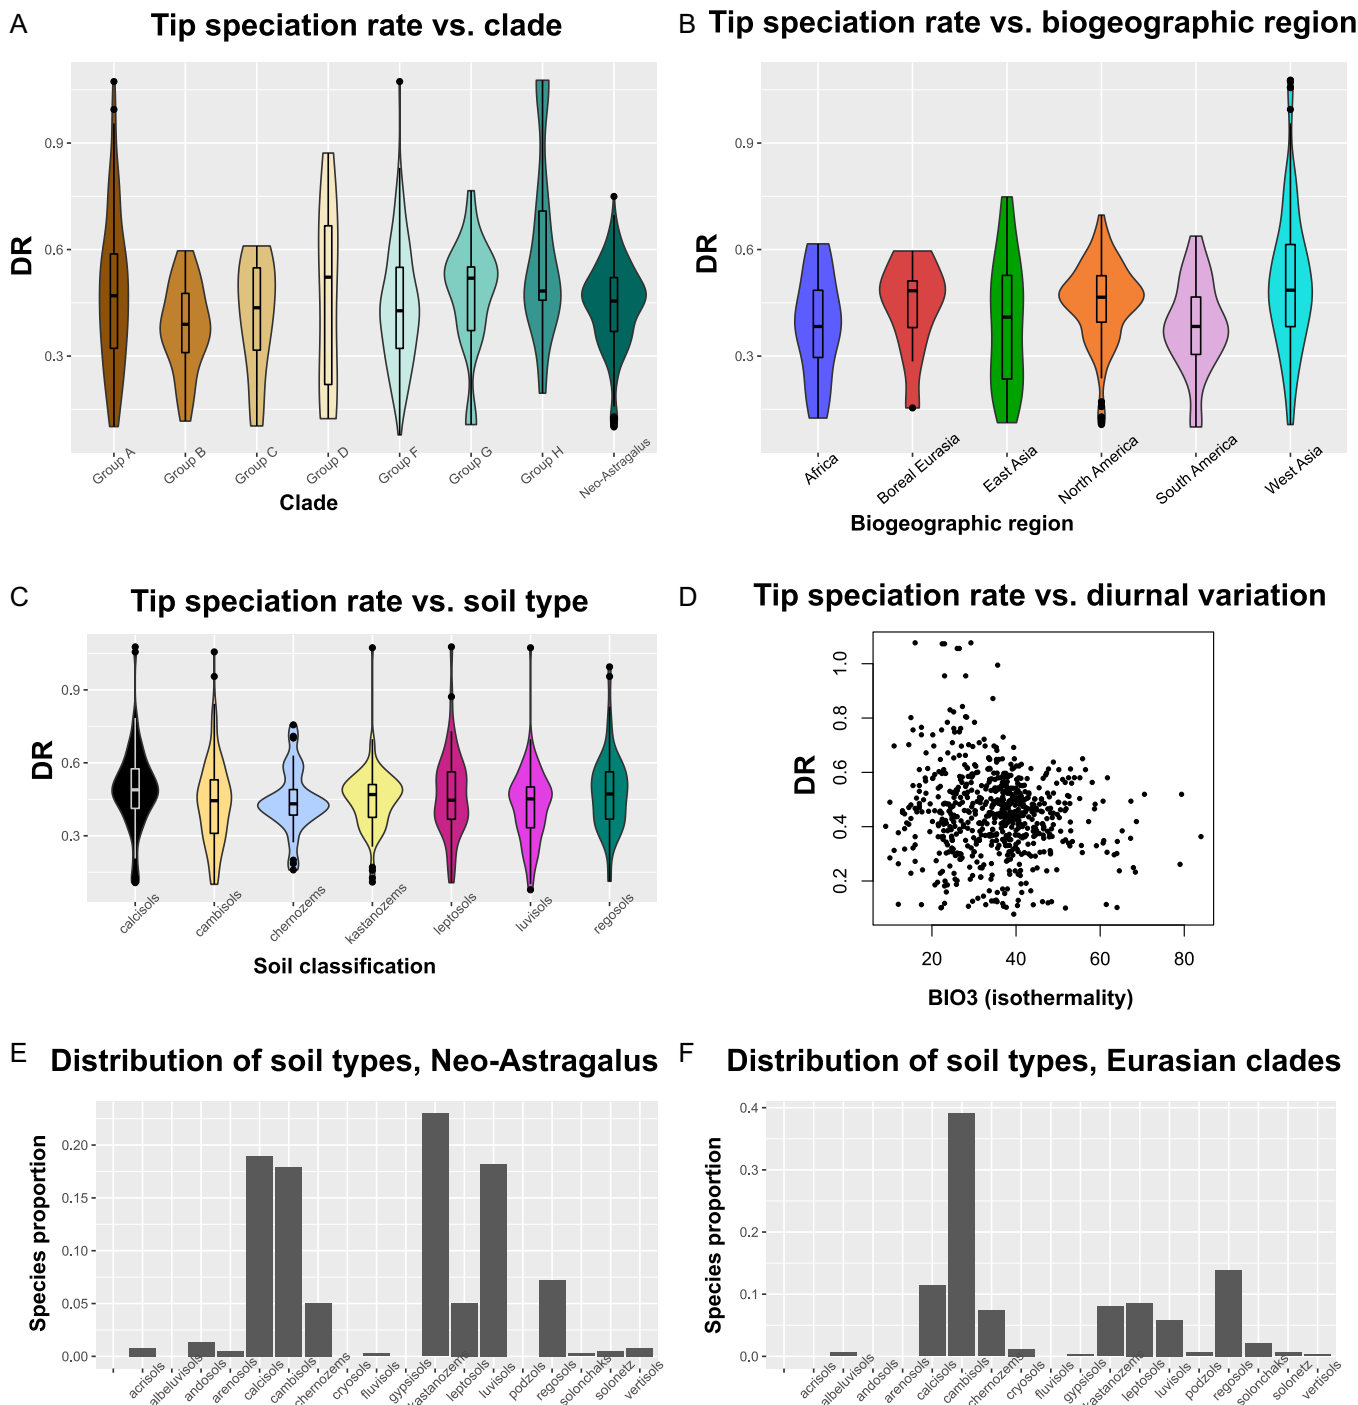 A
Tip speciation rate vs. clade
DR
0.9
0.6
0.3
Group A
Group B
Group C
Group D
Group F
Group G
Group H
Neo-Astragalus
Clade
B
Tip speciation rate vs. biogeographic region
DR
0.9
0.6
0.3
Africa
Boreal Eurasia
East Asia
North America
South America
West Asia
Biogeographic region
C
Tip speciation rate vs. soil type
DR
0.9
0.6
0.3
calcisols
cambisols
chernozems
kastanozems
leptosols
luvisols
regosols
Soil classification
D
Tip speciation rate vs. diurnal variation
DR
1.0
0.8
0.6
0.4
0.2
20
40
60
80
BIO3 (isothermality)
E
Distribution of soil types, Neo-Astragalus
Species proportion
0.20
0.15
0.10
0.05
0.00
acrisols
albeluvisols
andosols
arenosols
calcisols
cambisols
chernozems
cryosols
fluvisols
gypsisols
kastanozems
leptosols
luvisols
podzols
regosols
solonchaks
solonetz
vertisols
F
Distribution of soil types, Eurasian clades
Species proportion
0.4
0.3
0.2
0.1
0.0
acrisols
albeluvisols
andosols
arenosols
calcisols
cambisols
chernozems
cryosols
fluvisols
gypsisols
kastanozems
leptosols
luvisols
podzols
regosols
solonchaks
solonetz
vertisols